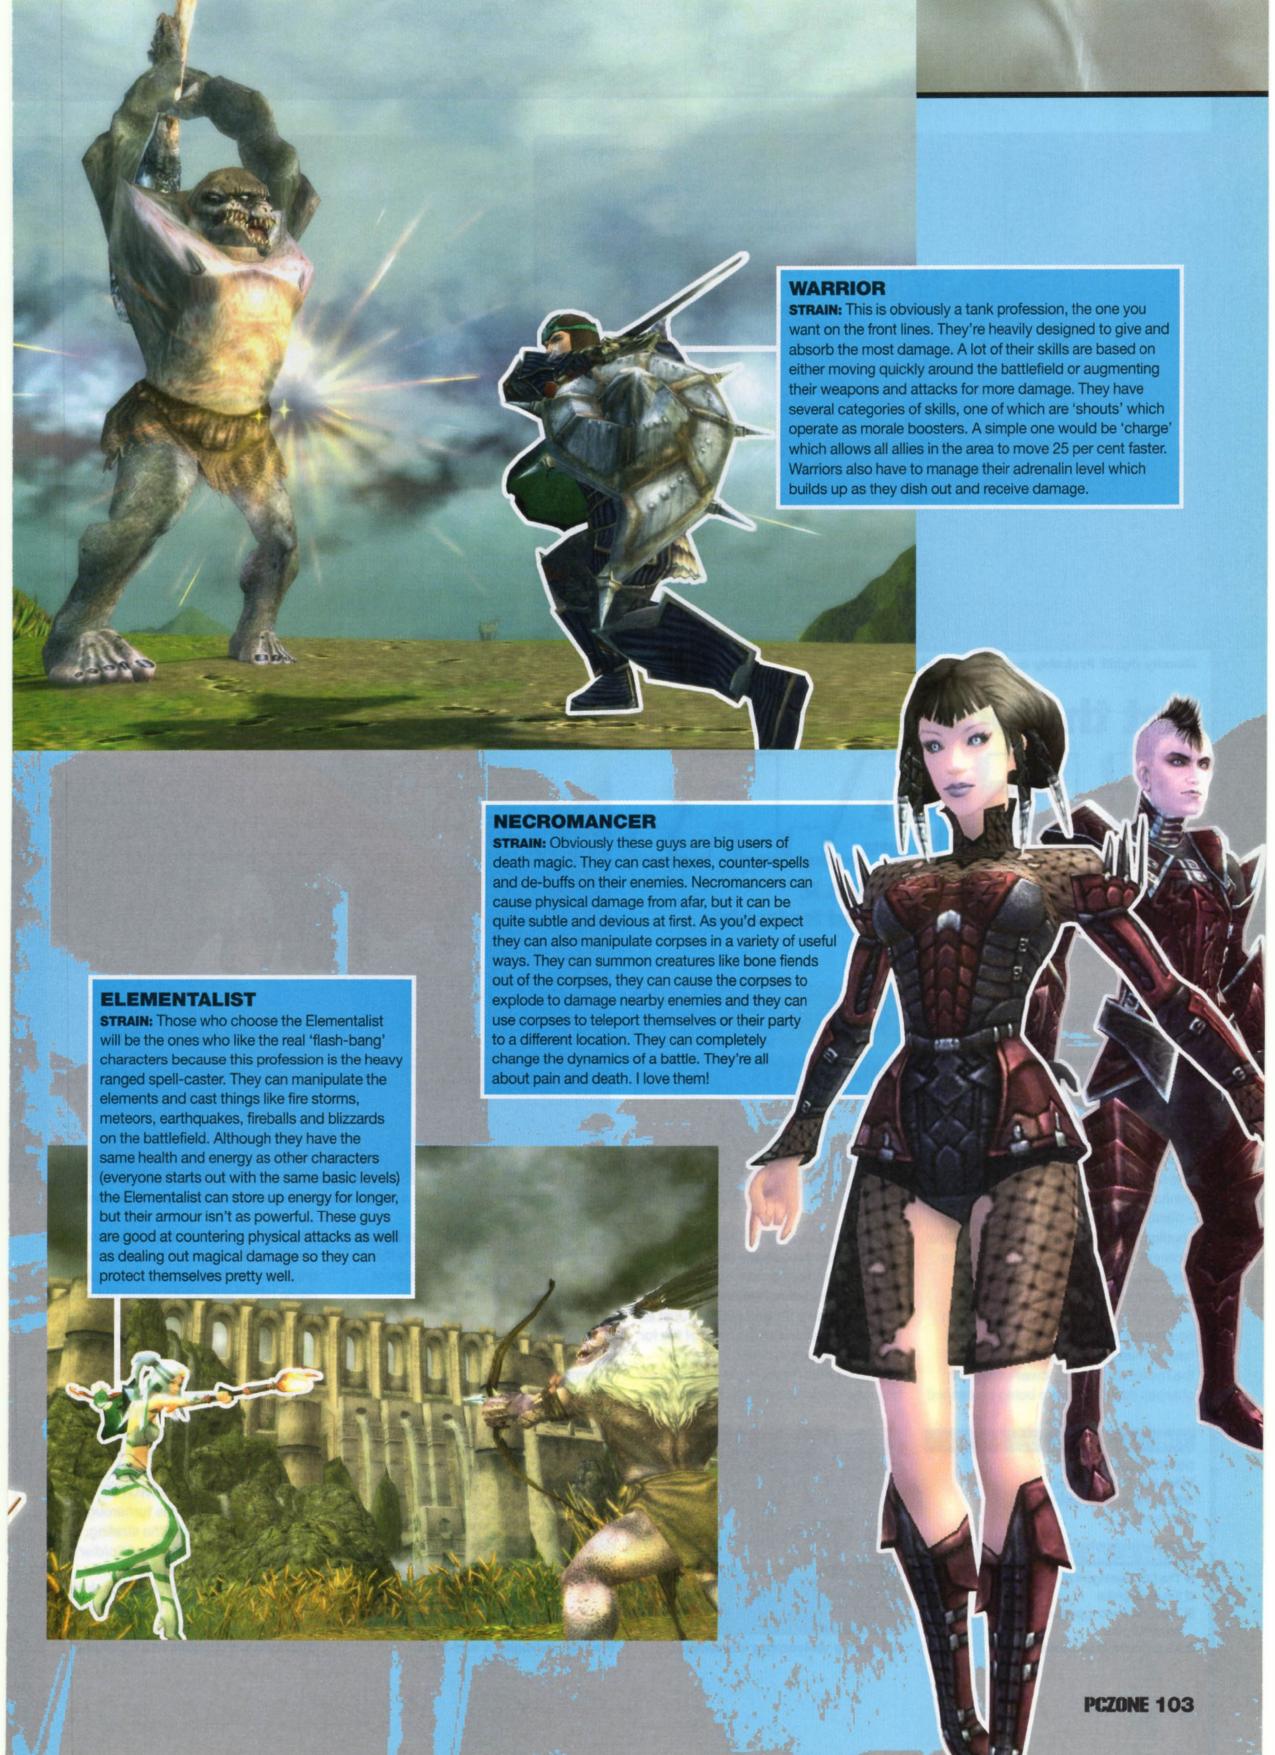 WARRIOR
STRAIN: This is obviously a tank profession, the one you
want on the front lines. They're heavily designed to give and
absorb the most damage. A lot of their skills are based on
either moving quickly around the battlefield or augmenting
their weapons and attacks for more damage. They have
several categories of skills, one of which are 'shouts' which
operate as morale boosters. A simple one would be 'charge'
which allows all allies in the area to move 25 per cent faster.
Warriors also have to manage their adrenalin level which
builds up as they dish out and receive damage.
NECROMANCER
STRAIN: Obviously these guys are big users of
death magic. They can cast hexes, counter-spells
and de-buffs on their enemies. Necromancers can
cause physical damage from afar, but it can be
quite subtle and devious at first. As you'd expect
they can also manipulate corpses in a variety of useful
ways. They can summon creatures like bone fiends
out of the corpses, they can cause the corpses to
explode to damage nearby enemies and they can
use corpses to teleport themselves or their party
to a different location. They can completely
change the dynamics of a battle. They're all
about pain and death. I love them!
ELEMENTALIST
STRAIN: Those who choose the Elementalist
will be the ones who like the real 'flash-bang'
characters because this profession is the heavy
ranged spell-caster. They can manipulate the
elements and cast things like fire storms,
meteors, earthquakes, fireballs and blizzards
on the battlefield. Although they have the
same health and energy as other characters
(everyone starts out with the same basic levels)
the Elementalist can store up energy for longer,
but their armour isn't as powerful. These guys
are good at countering physical attacks as well
as dealing out magical damage so they can
protect themselves pretty well.
PCZONE 103